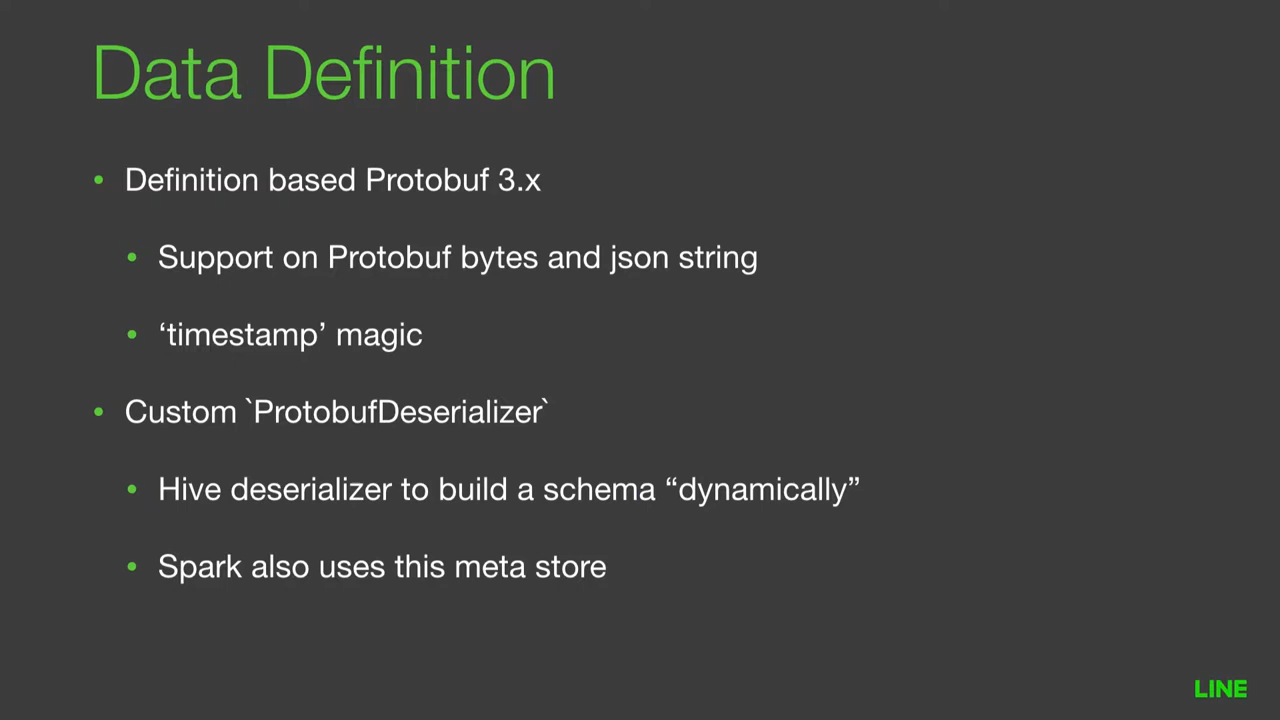 Data Definition
• Definition based Protobuf 3.x
• Support on Protobuf bytes and json string
• ‘timestamp’ magic
• Custom `ProtobufDeserializer`
• Hive deserializer to build a schema “dynamically”
• Spark also uses this meta store
LINE